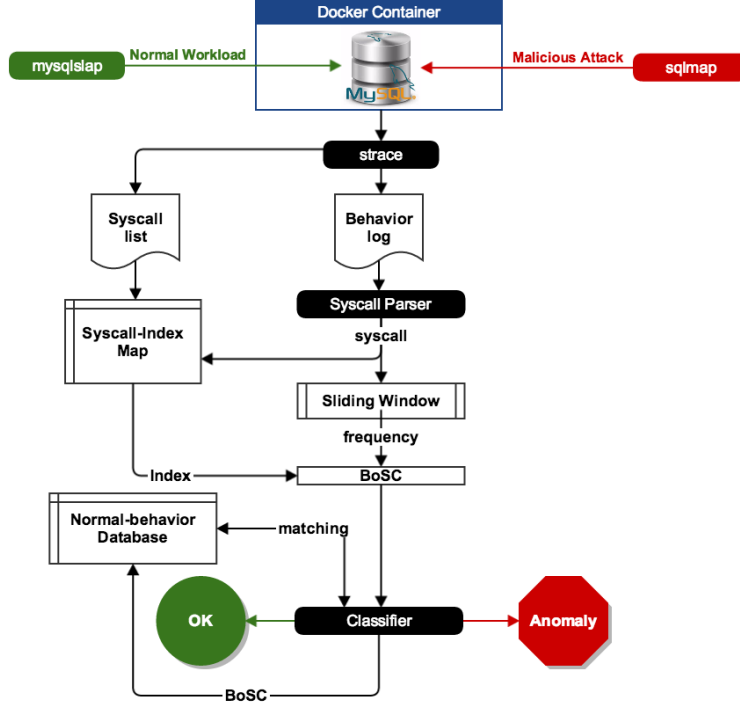 Docker Container
mysqlslap
Normal Workload
MySQL.
Malicious Attack
sqlmap
strace
Syscall
list
Behavior
log
Syscall Parser
syscall
Syscall-Index
Map
Sliding Window
frequency
Index
BoSC
Normal-behavior
Database
matching
OK
Classifier
Anomaly
BoSC